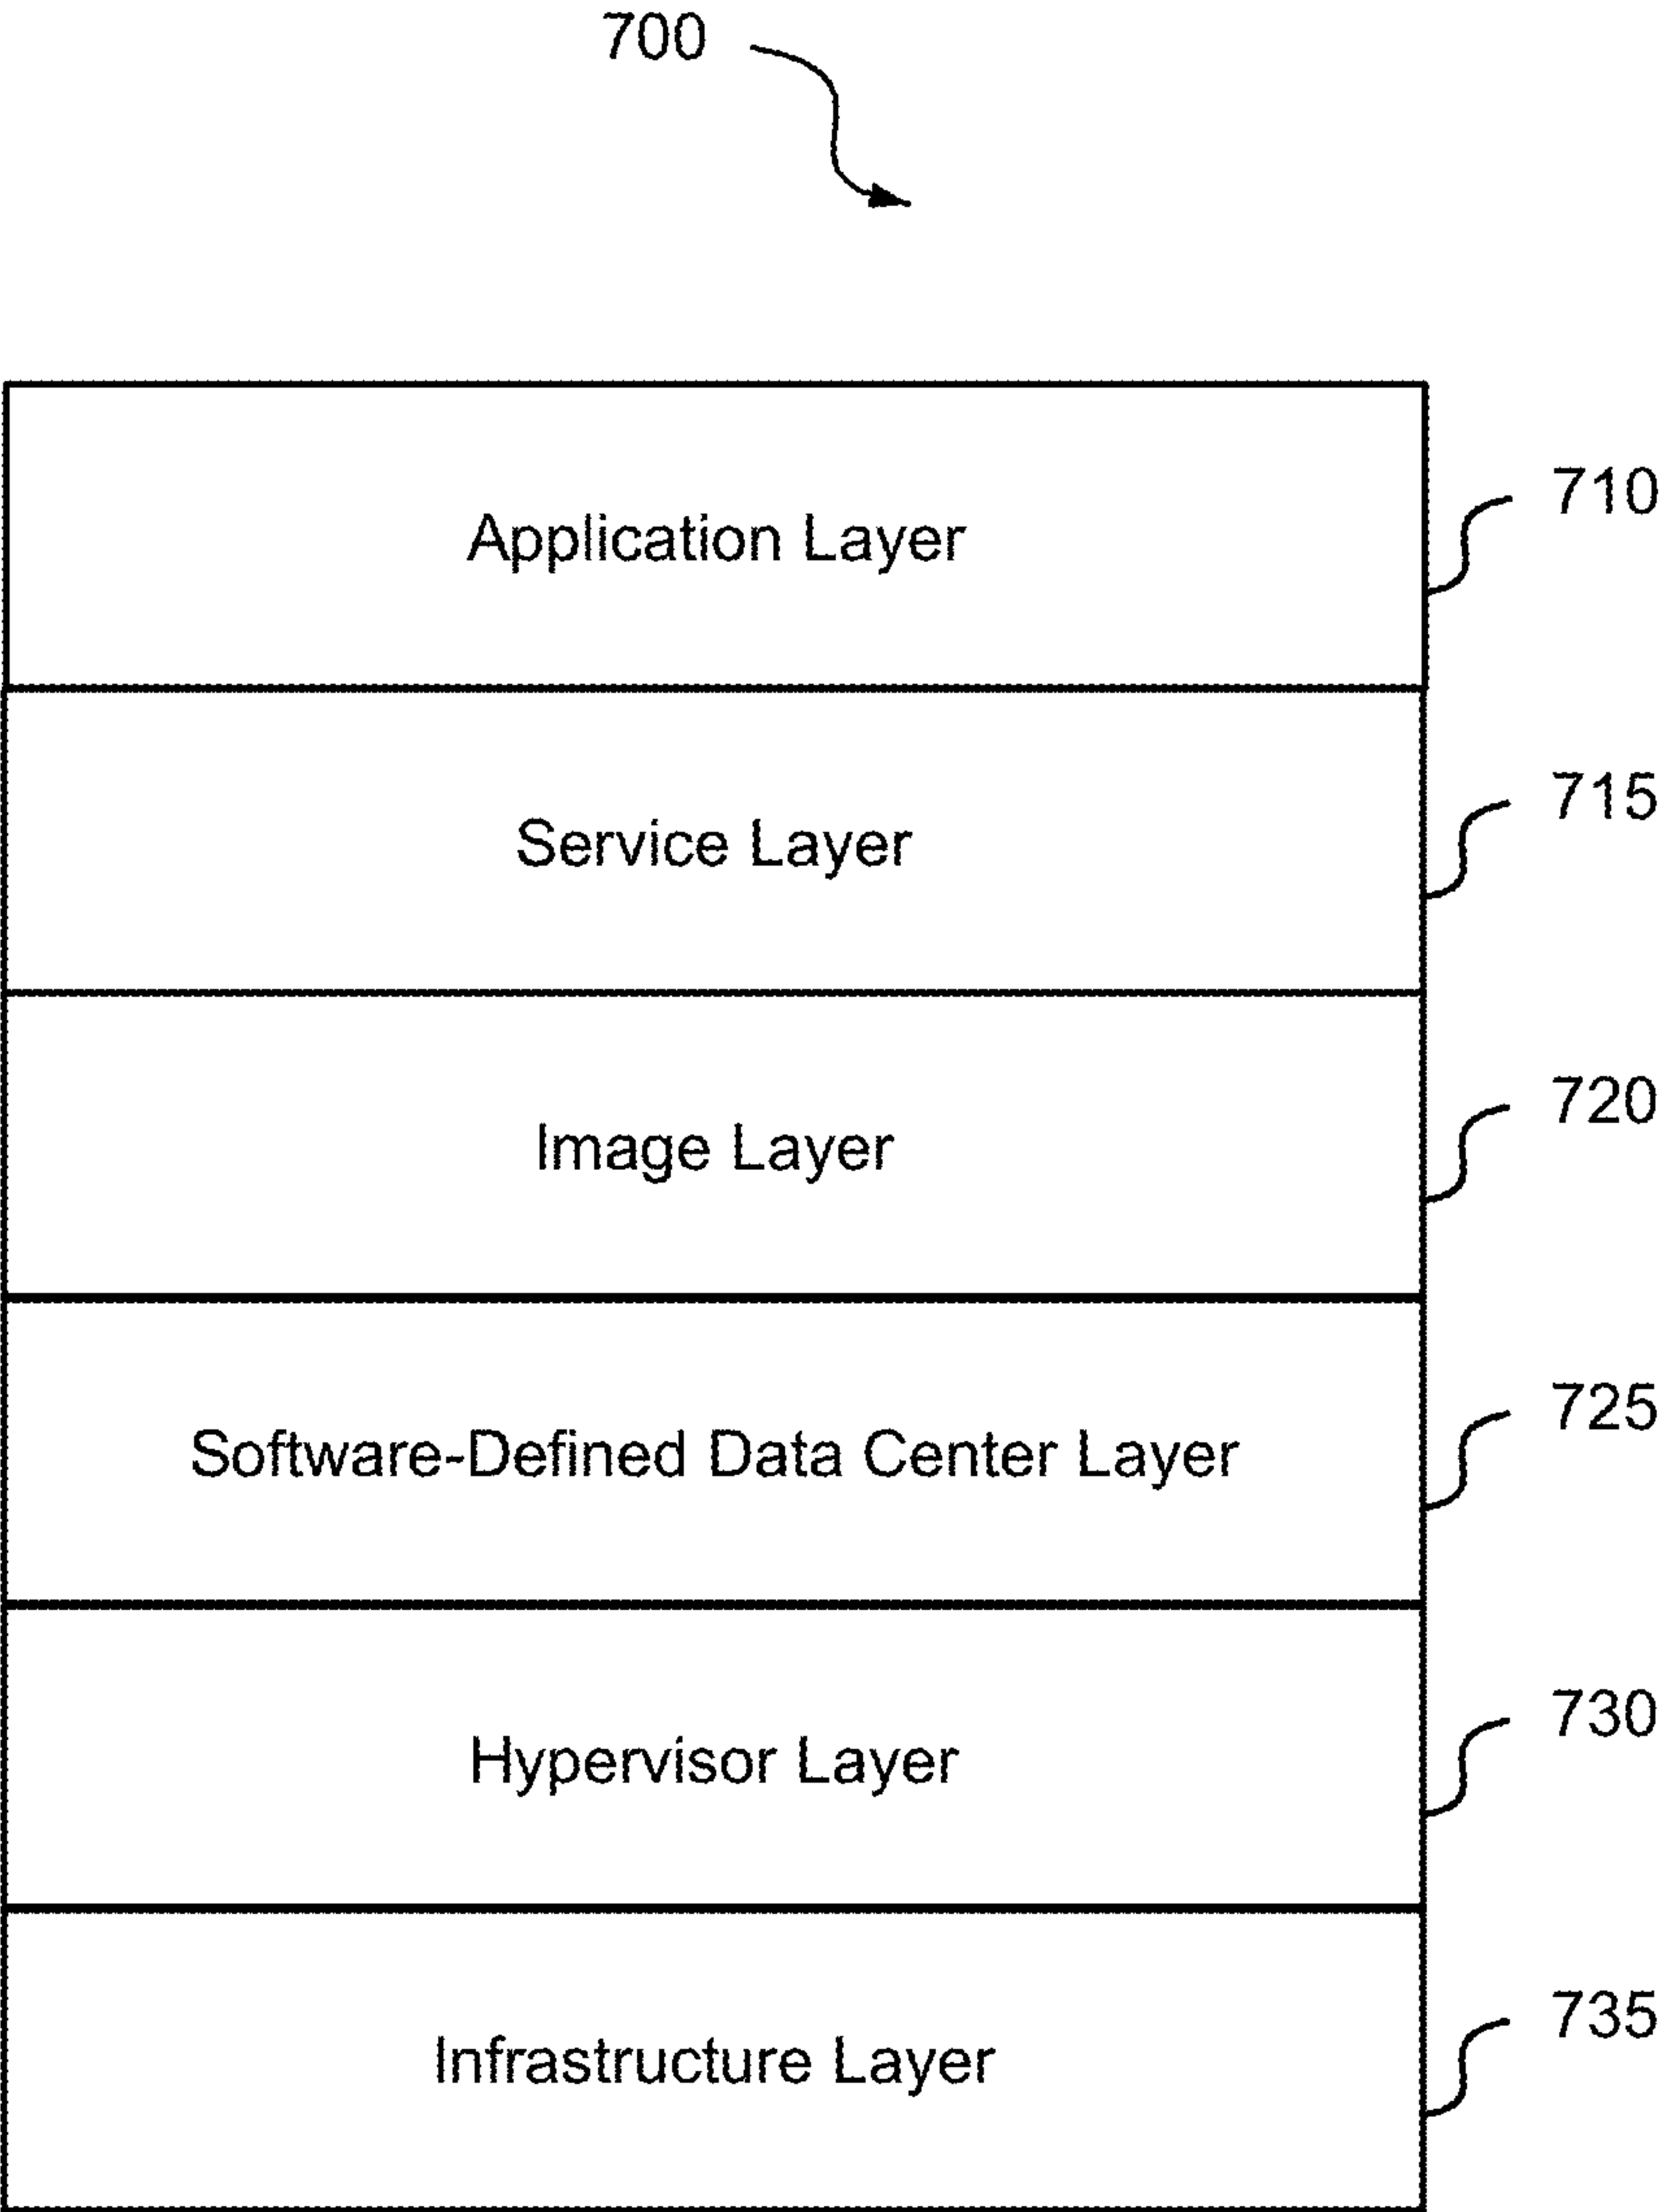 700
Application Layer
710
Service Layer
715
Image Layer
720
Software-Defined Data Center Layer
725
Hypervisor Layer
730
Infrastructure Layer
735